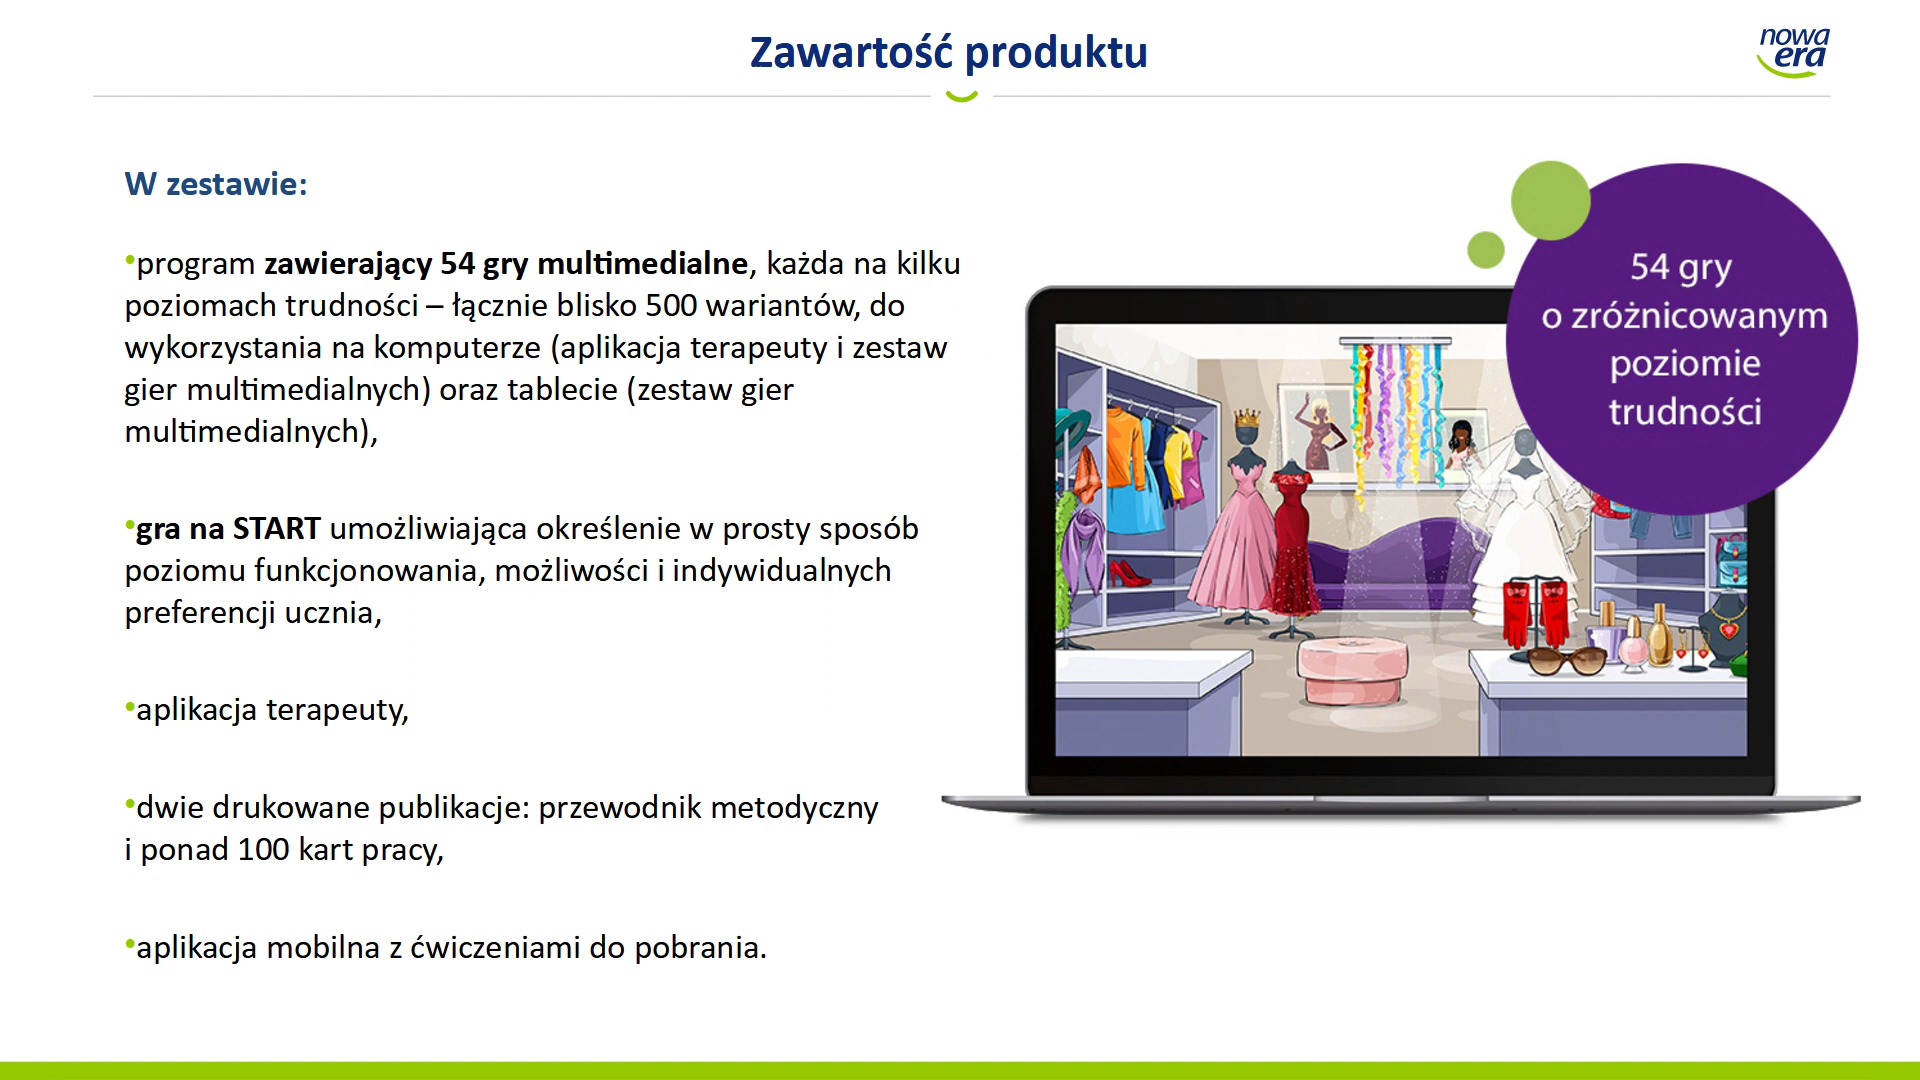 Zawartość produktu
nowa
era
W zestawie:
•program zawierający 54 gry multimedialne, każda na kilku
poziomach trudności – łącznie blisko 500 wariantów, do
wykorzystania na komputerze (aplikacja terapeuty i zestaw
gier multimedialnych) oraz tablecie (zestaw gier
multimedialnych),
•gra na START umożliwiająca określenie w prosty sposób
poziomu funkcjonowania, możliwości i indywidualnych
preferencji ucznia,
•aplikacja terapeuty,
•dwie drukowane publikacje: przewodnik metodyczny
i ponad 100 kart pracy,
•aplikacja mobilna z ćwiczeniami do pobrania.
54 gry
o zróżnicowanym
poziomie
trudności